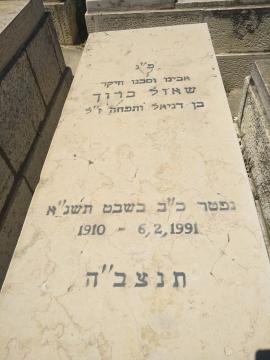 פ"נ
אבינו וסבנו היקר
שאול ברוך
בן דניאל ותפחה ז"ל
נפטר כ"ב בשבט תשנ"א
1910 - 6,2,1991
תנצב"ה